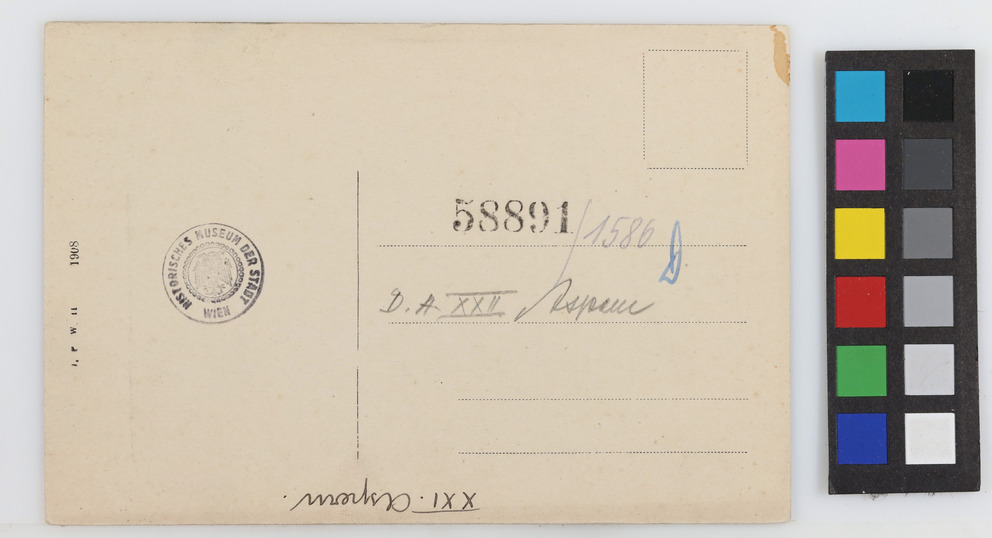 58891/1586 D.
D. A. XXII Aspern
HISTORISCHES MUSEUM DER STADT
WIEN
1908
XXI. Aspern.